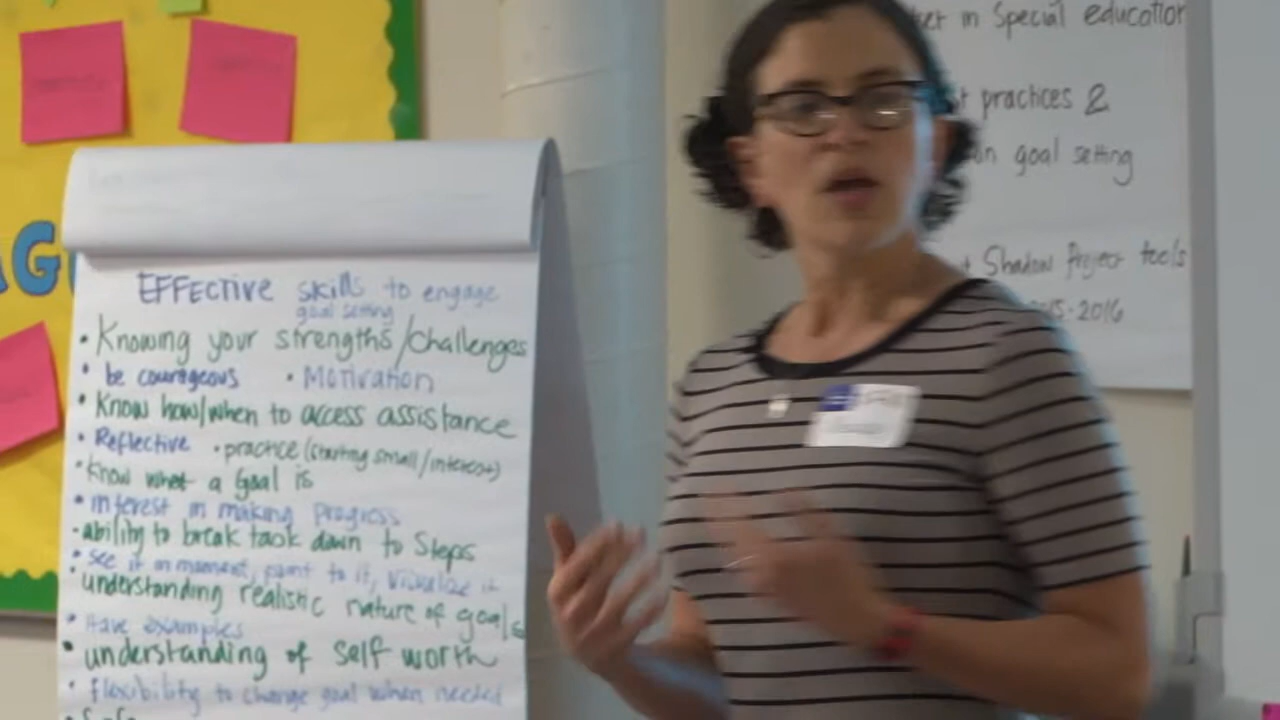 EFFective skills to engage
goal setting
• Knowing your strengths/challenges
• be courageous • Motivation
• Know how/when to access assistance
• Reflective • practice (starting small/interest)
• know what a Goal is
• interest in making progress
• ability to break task down to Steps
• see it in moment, point to it, visualize it
• understanding realistic nature of goals
• Have examples
• understanding of self worth
• Flexibility to change goal when needed
• Safe
AG
in Special education
practices 2
goal setting
Shadow Project tools
2016